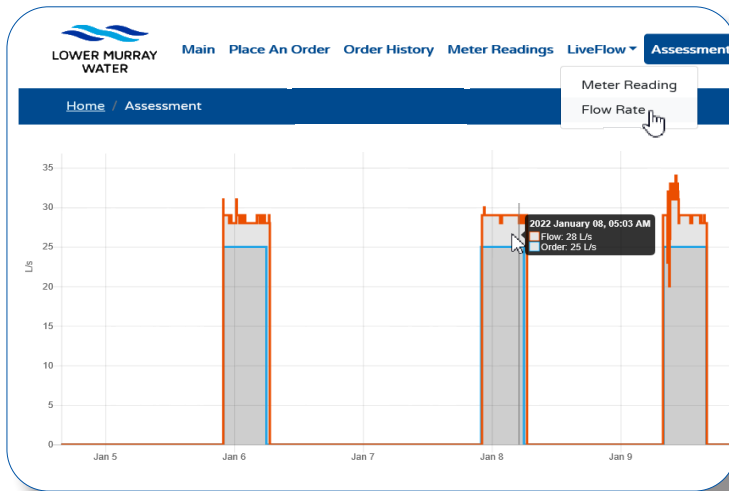 LOWER MURRAY
WATER
Main Place An Order Order History Meter Readings LiveFlow Assessment
Meter Reading
Flow Rate
Home / Assessment
35
30
25
20
15
10
5
0
L/s
2022 January 08, 05:03 AM
Flow: 28 L/s
Order: 25 L/s
Jan 5 Jan 6 Jan 7 Jan 8 Jan 9